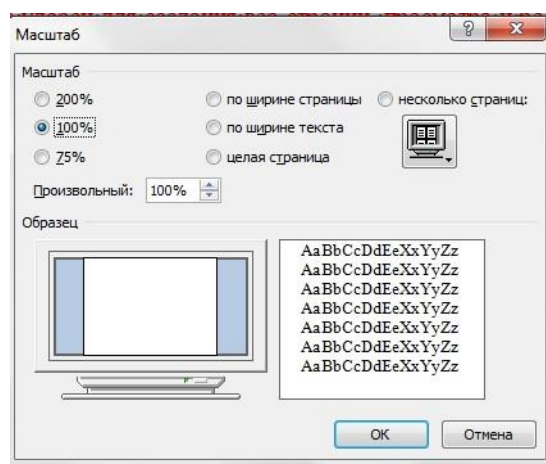 Масштаб
Масштаб
200% по ширине страницы несколько страниц:
100% по ширине текста
75% целая страница
Произвольный: 100%
Образец
AaBbCcDdEeXxYyZz
AaBbCcDdEeXxYyZz
AaBbCcDdEeXxYyZz
AaBbCcDdEeXxYyZz
AaBbCcDdEeXxYyZz
AaBbCcDdEeXxYyZz
AaBbCcDdEeXxYyZz
ОК Отмена